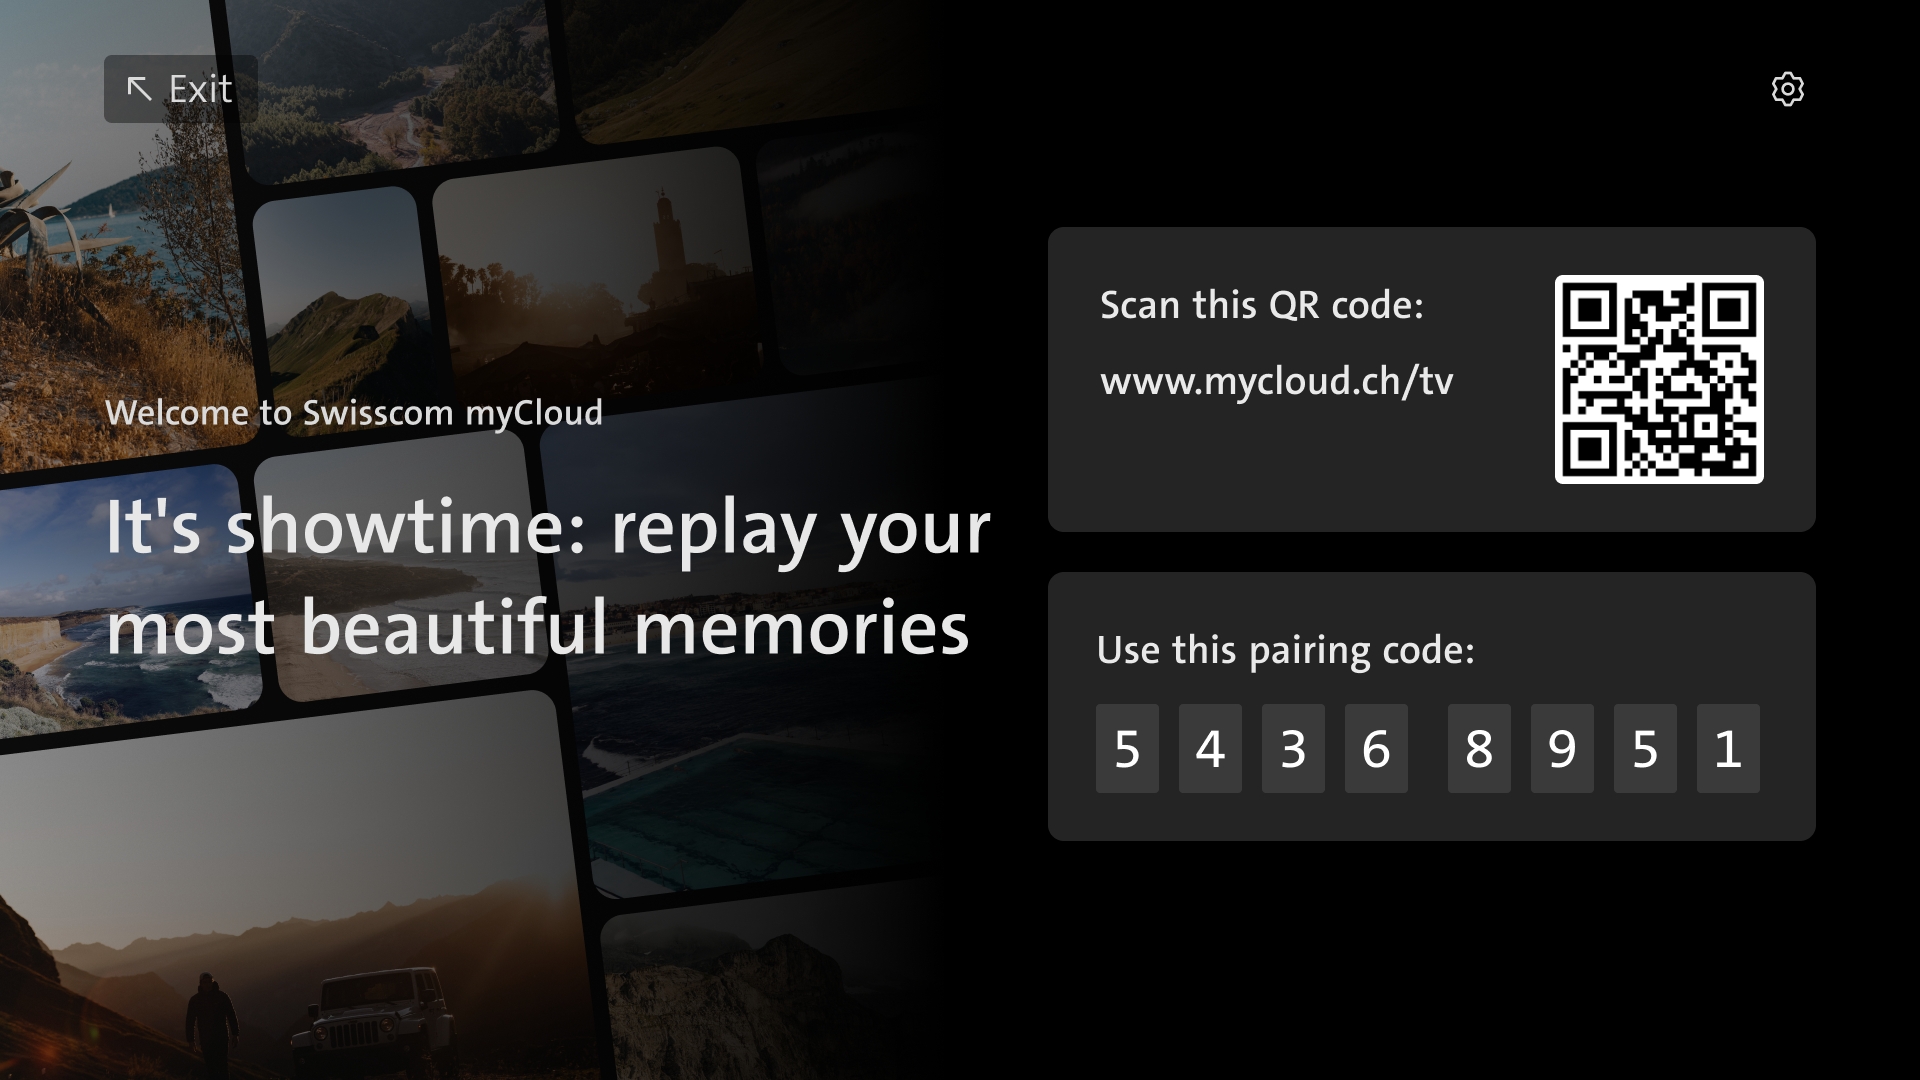 Exit
Welcome to Swisscom myCloud
It's showtime: replay your
most beautiful memories
Scan this QR code:
www.mycloud.ch/tv
Use this pairing code:
5 4 3 6 8 9 5 1